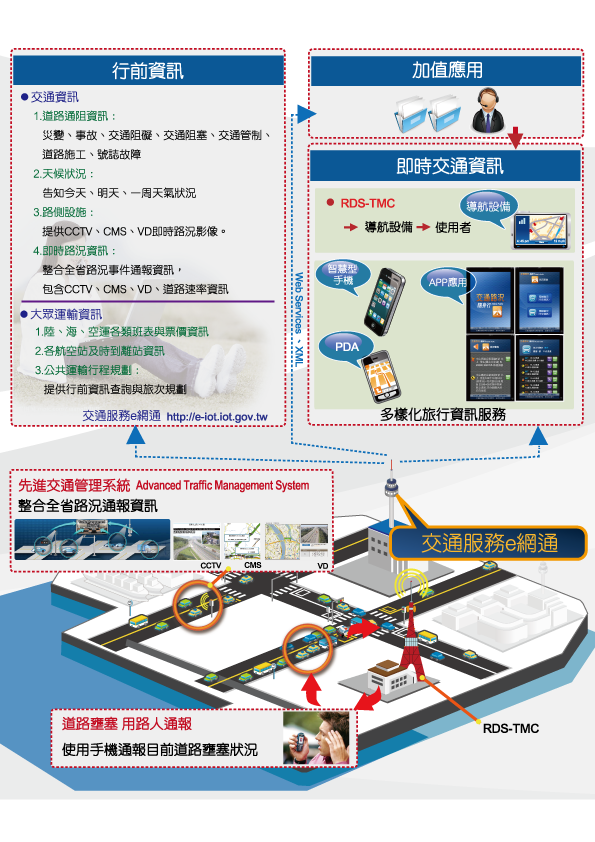 行前資訊
●交通資訊
1.道路通阻資訊：
災變、事故、交通阻礙、交通阻塞、交通管制、
道路施工、號誌故障
2.天候狀況：
告知今天、明天、一周天氣狀況
3.路側設施：
提供CCTV、CMS、VD即時路況影像。
4.即時路況資訊：
整合全省路況事件通報資訊，
包含CCTV、CMS、VD、道路速率資訊
●大眾運輸資訊
1.陸、海、空運各類班表與票價資訊
2.各航空站及時到離站資訊
3.公共運輸行程規劃：
提供行前資訊查詢與旅次規劃
交通服務e網通 http://e-iot.iot.gov.tw
Web Services、XML
加值應用
即時交通資訊
● RDS-TMC
導航設備
導航設備
使用者
智慧型
手機
APP應用
交通路況
PDA
多樣化旅行資訊服務
先進交通管理系統 Advanced Traffic Management System
整合全省路況通報資訊
CCTV
CMS
VD
交通服務e網通
道路壅塞 用路人通報
使用手機通報目前道路壅塞狀況
RDS-TMC